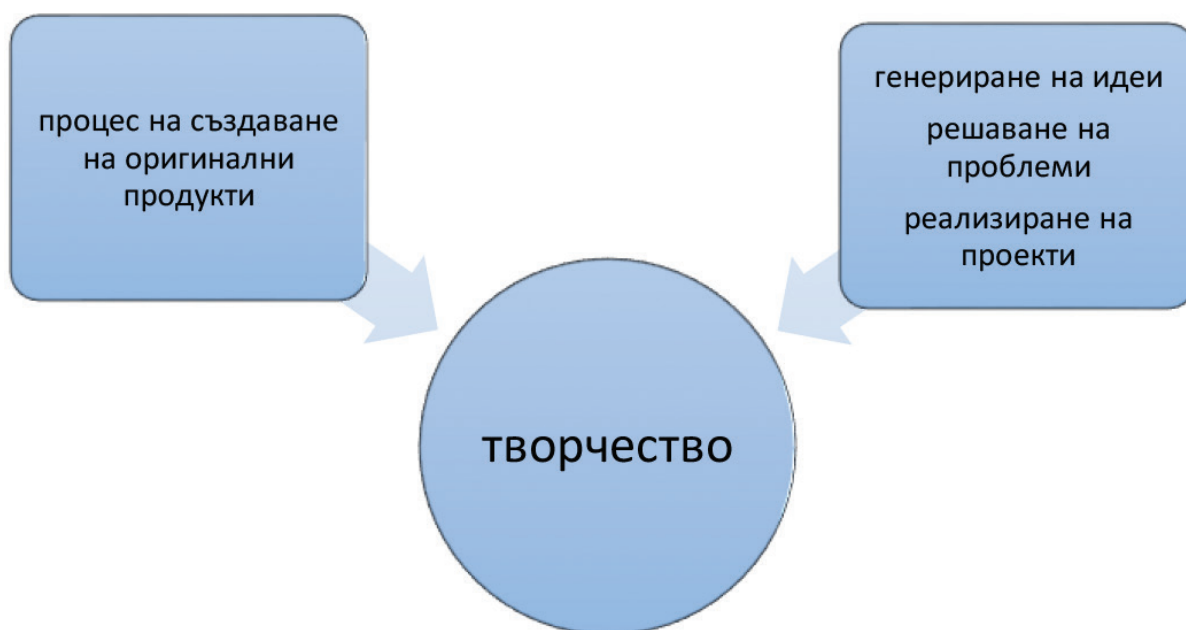 процес на създаване
на оригинални
продукти
генериране на идеи
решаване на
проблеми
реализиране на
проекти
творчество